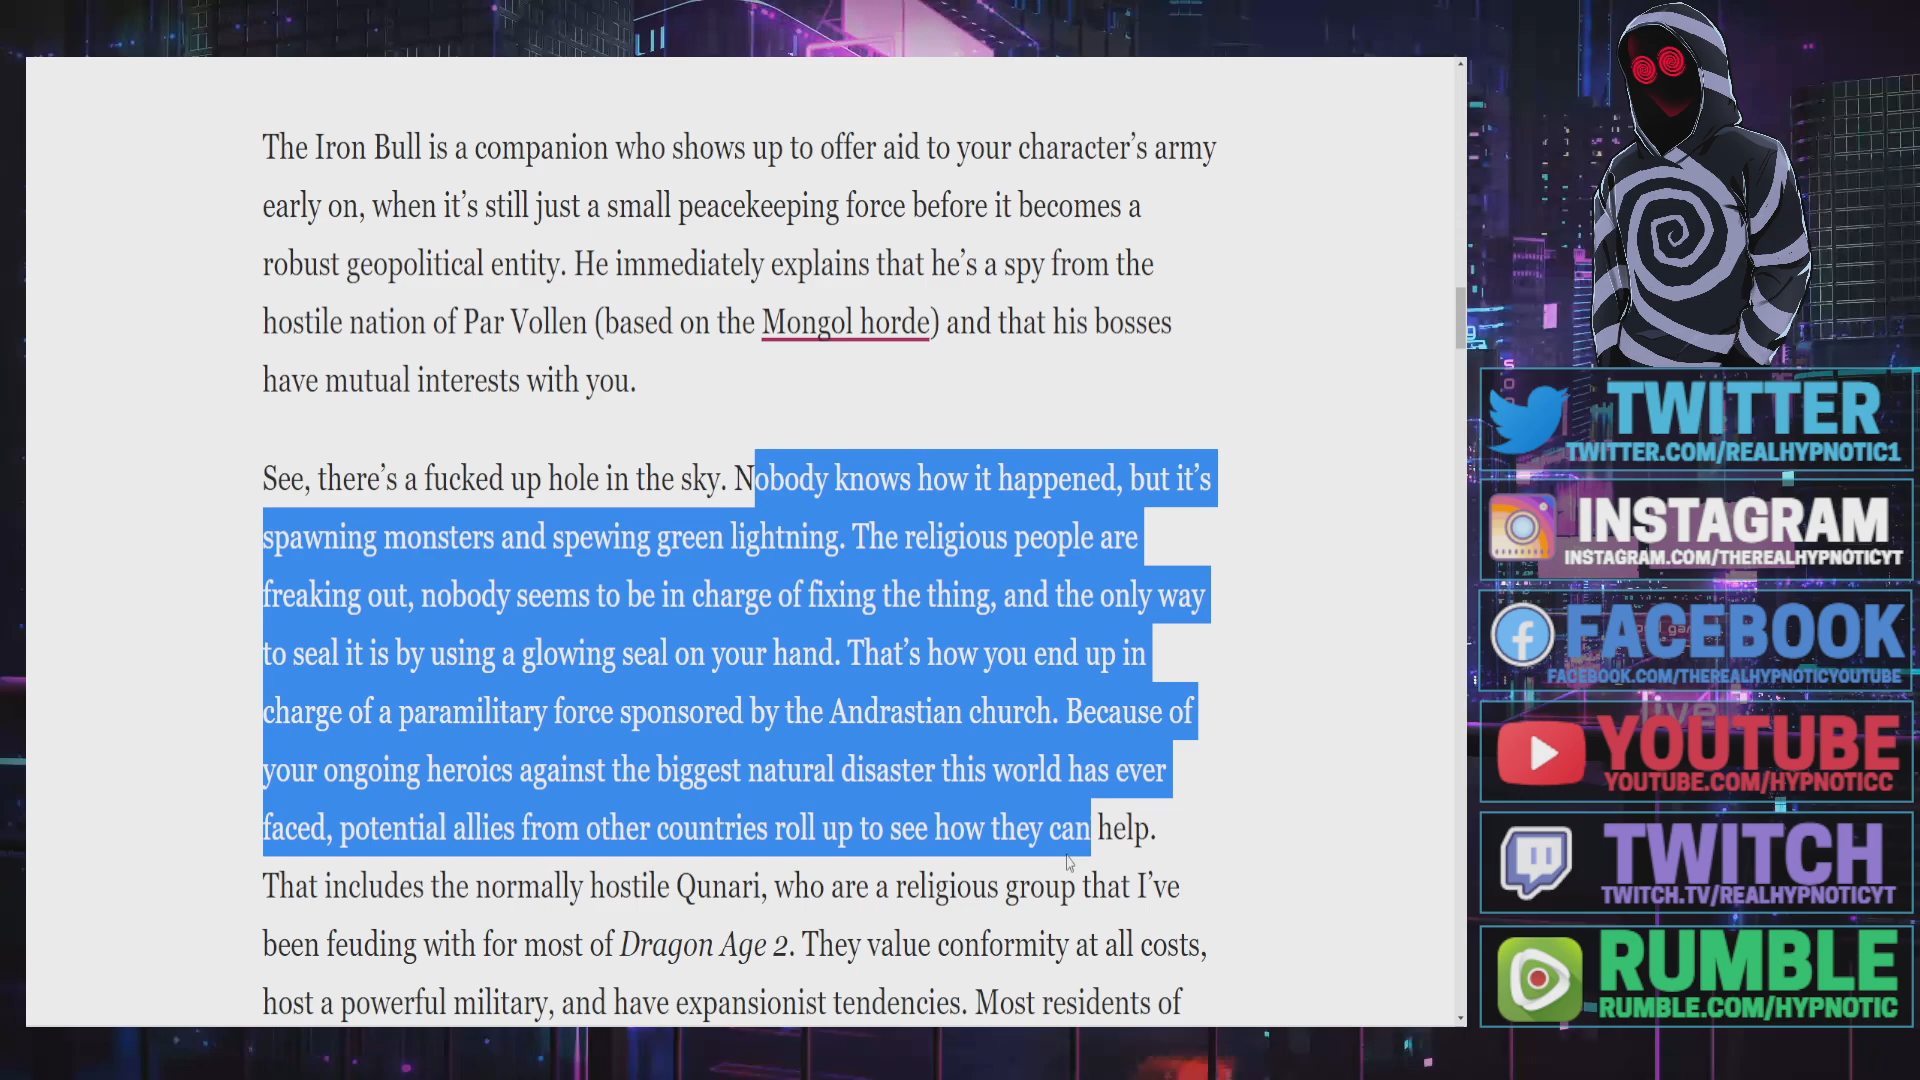 The Iron Bull is a companion who shows up to offer aid to your character’s army
early on, when it’s still just a small peacekeeping force before it becomes a
robust geopolitical entity. He immediately explains that he’s a spy from the
hostile nation of Par Vollen (based on the Mongol horde) and that his bosses
have mutual interests with you.
See, there’s a fucked up hole in the sky. Nobody knows how it happened, but it’s
spawning monsters and spewing green lightning. The religious people are
freaking out, nobody seems to be in charge of fixing the thing, and the only way
to seal it is by using a glowing seal on your hand. That’s how you end up in
charge of a paramilitary force sponsored by the Andrastian church. Because of
your ongoing heroics against the biggest natural disaster this world has ever
faced, potential allies from other countries roll up to see how they can help.
That includes the normally hostile Qunari, who are a religious group that I’ve
been feuding with for most of Dragon Age 2. They value conformity at all costs,
host a powerful military, and have expansionist tendencies. Most residents of
TWITTER
TWITTER.COM/REALHYPNOTIC1
INSTAGRAM
INSTAGRAM.COM/THEREALHYPNOTICYT
FACEBOOK
FACEBOOK.COM/THEREALHYPNOTICYOUTUBE
live
YOUTUBE
YOUTUBE.COM/HYPNOTICC
TWITCH
TWITCH.TV/REALHYPNOTICYT
RUMBLE
RUMBLE.COM/HYPNOTIC